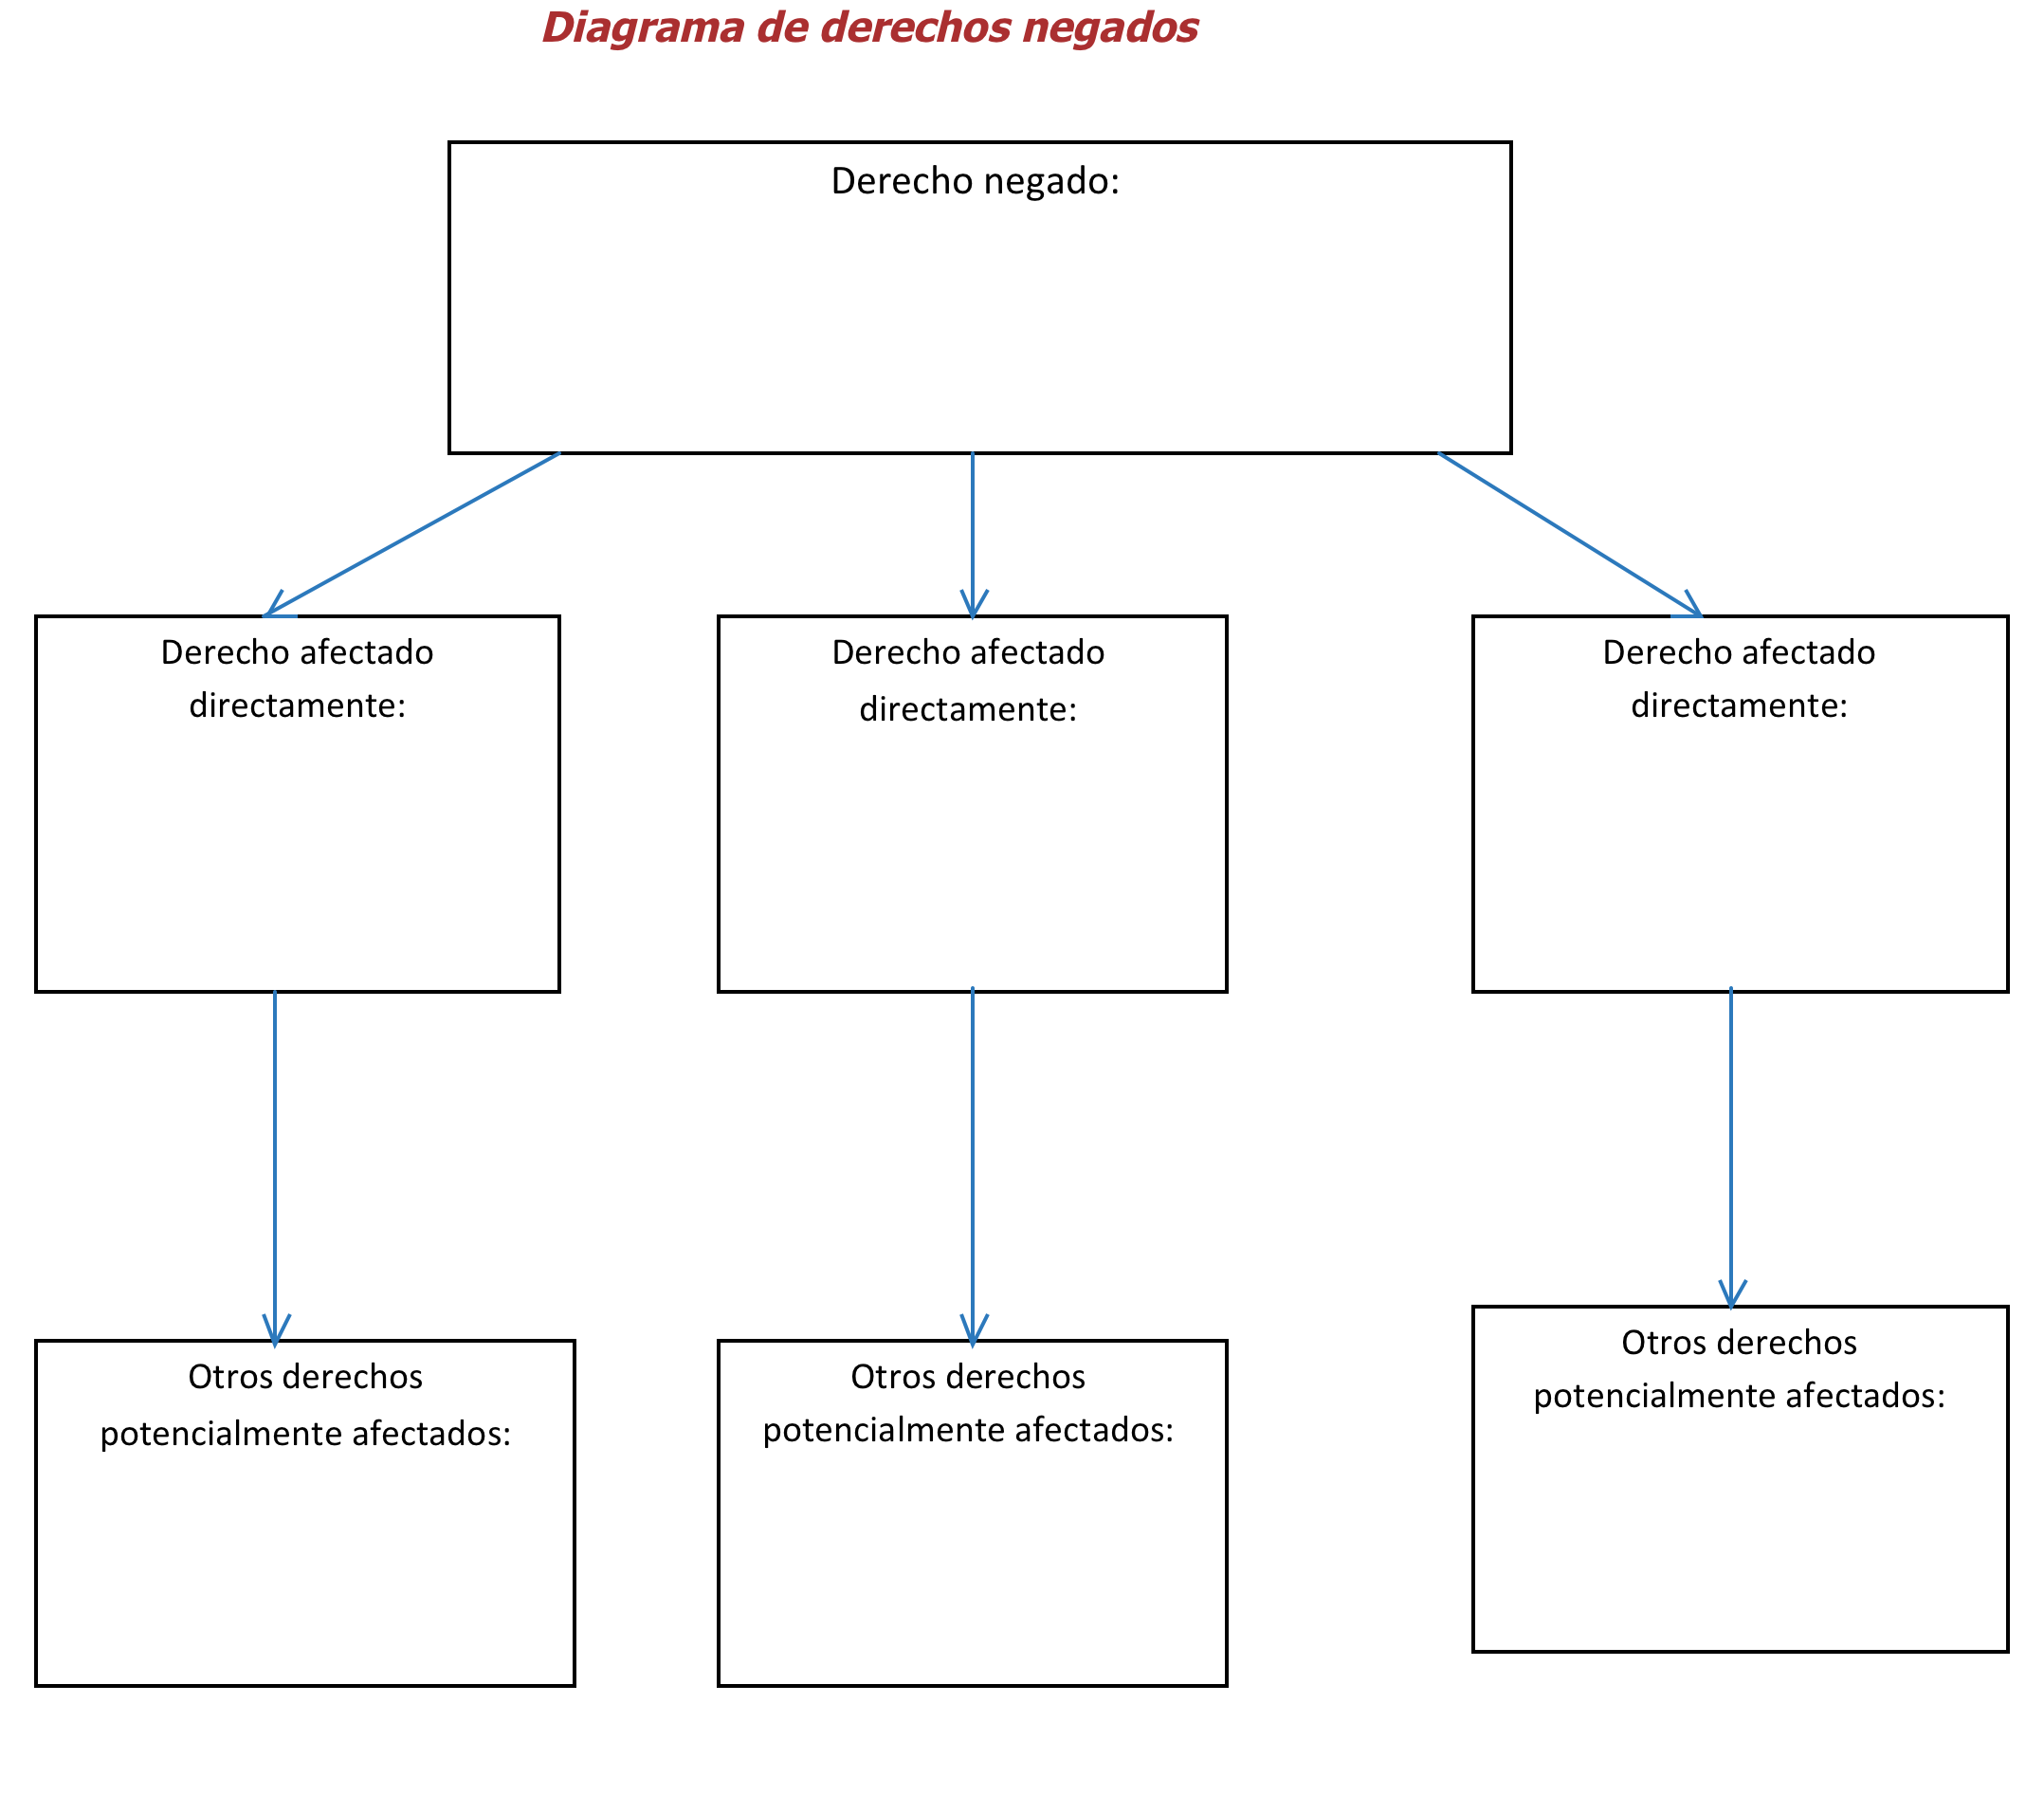 Diagrama de derechos negados
Derecho negado:
Derecho afectado
directamente:
Derecho afectado
directamente:
Derecho afectado
directamente:
Otros derechos
potencialmente afectados:
Otros derechos
potencialmente afectados:
Otros derechos
potencialmente afectados: